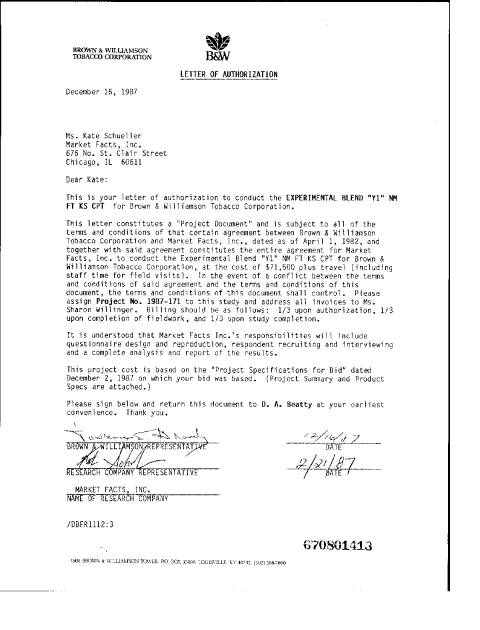 BROWN & WILLIAMSON
TOBACCO CORPORATION
B&W
LETTER OF AUTHORIZATION
December 16, 1987
Ms. Kate Schueller
Market Facts, Inc.
676 No. St. Clair Street
Chicago, IL 60611
Dear Kate:
This is your letter of authorization to conduct the EXPERIMENTAL BLEND "Y1" NM
FT KS CPT for Brown & Williamson Tobacco Corporation.
This letter constitutes a "Project Document" and is subject to all of the
terms and conditions of that certain agreement between Brown & Williamson
Tobacco Corporation and Market Facts, Inc., dated as of April 1, 1982, and
together with said agreement constitutes the entire agreement for Market
Facts, Inc. to conduct the Experimental Blend "Y1" NM FT KS CPT for Brown &
Williamson Tobacco Corporation, at the cost of $71,500 plus travel (including
staff time for field visits). In the event of a conflict between the terms
and conditions of said agreement and the terms and conditions of this
document, the terms and conditions of this document shall control. Please
assign Project No. 1987-171 to this study and address all invoices to Ms.
Sharon Willinger. Billing should be as follows: 1/3 upon authorization, 1/3
upon completion of fieldwork, and 1/3 upon study completion.
It is understood that Market Facts Inc.'s responsibilities will include
questionnaire design and reproduction, respondent recruiting and interviewing
and a complete analysis and report of the results.
This project cost is based on the "Project Specifications for Bid" dated
December 2, 1987 on which your bid was based. (Project Summary and Product
Specs are attached.)
Please sign below and return this document to D. A. Beatty at your earliest
convenience. Thank you.
12/16/87
BROWN & WILLIAMSON REPRESENTATIVE DATE
12/21/87
RESEARCH COMPANY REPRESENTATIVE DATE
MARKET FACTS, INC.
NAME OF RESEARCH COMPANY
/DBFR1112:3
670801413
1500 BROWN & WILLIAMSON TOWER, P.O. BOX 35090, LOUISVILLE, KY 40232, (502) 568-7000